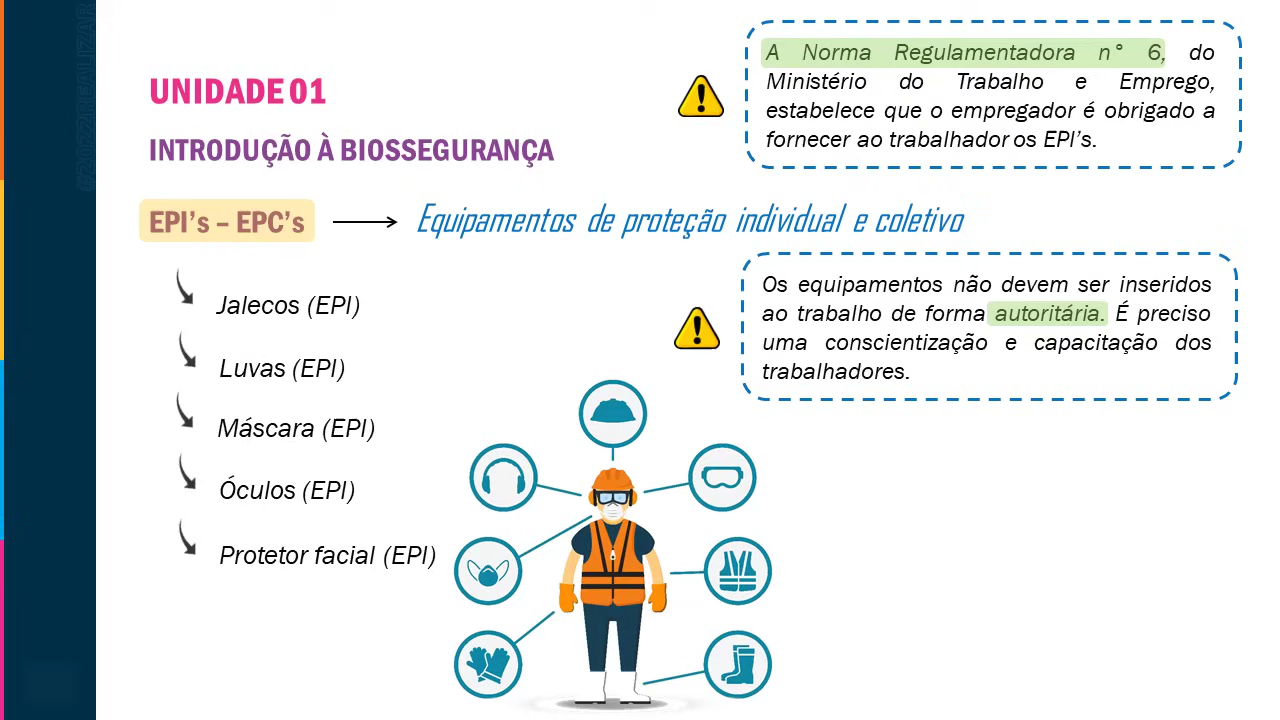 #2022REALIZAR
UNIDADE 01
INTRODUÇÃO À BIOSSEGURANÇA
A Norma Regulamentadora n° 6, do
Ministério do Trabalho e Emprego,
estabelece que o empregador é obrigado a
fornecer ao trabalhador os EPI’s.
EPI’s – EPC’s
Equipamentos de proteção individual e coletivo
Os equipamentos não devem ser inseridos
ao trabalho de forma autoritária. É preciso
uma conscientização e capacitação dos
trabalhadores.
Jalecos (EPI)
Luvas (EPI)
Máscara (EPI)
Óculos (EPI)
Protetor facial (EPI)